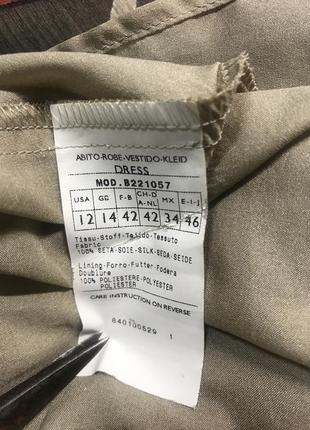 ABITO-ROBE-VESTIDO-KLEID
DRESS
MOD.B221057
USA GB F-B CH-D A-NL MX E-I-J
12 14 42 42 34 46
Tissu-Stoff-Tejido-Tessuto
Fabric
100% SETA-SOIE-SILK-SEDA-SEIDE
Lining-Forro-Futter-Fodera
Doublure
100% POLIESTERE-POLYESTER
POLIESTER
CARE INSTRUCTION ON REVERSE
840100529 1